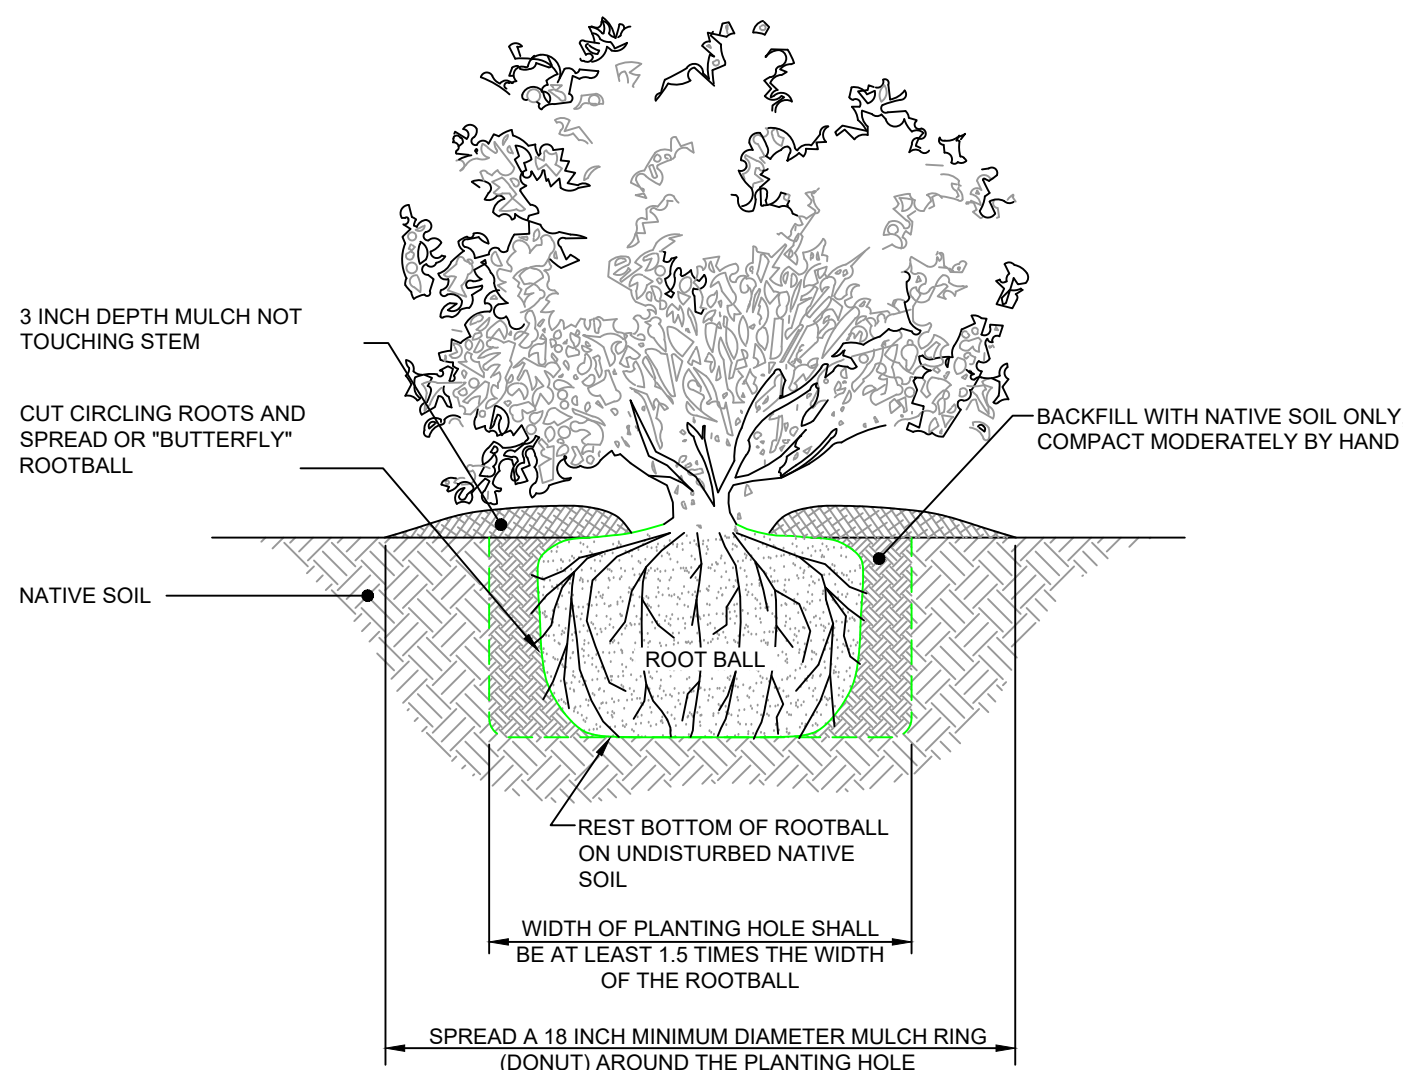 3 INCH DEPTH MULCH NOT
TOUCHING STEM
CUT CIRCLING ROOTS AND
SPREAD OR "BUTTERFLY"
ROOTBALL
BACKFILL WITH NATIVE SOIL ONLY
COMPACT MODERATELY BY HAND
NATIVE SOIL
ROOT BALL
REST BOTTOM OF ROOTBALL
ON UNDISTURBED NATIVE
SOIL
WIDTH OF PLANTING HOLE SHALL
BE AT LEAST 1.5 TIMES THE WIDTH
OF THE ROOTBALL
SPREAD A 18 INCH MINIMUM DIAMETER MULCH RING
(DONUT) AROUND THE PLANTING HOLE